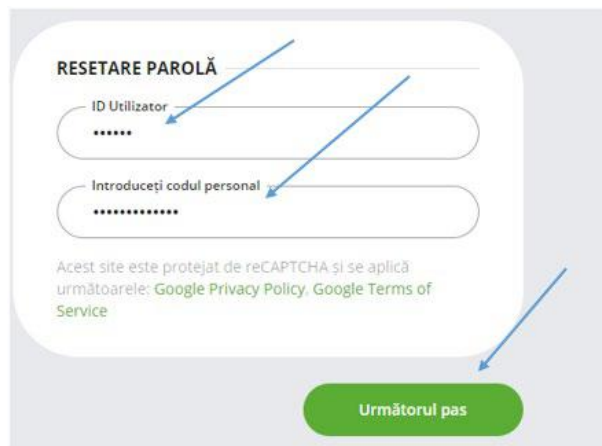 RESETARE PAROLĂ
ID Utilizator
••••••
Introduceți codul personal
•••••••••••••
Acest site este protejat de reCAPTCHA și se aplică
următoarele: Google Privacy Policy, Google Terms of
Service
Următorul pas